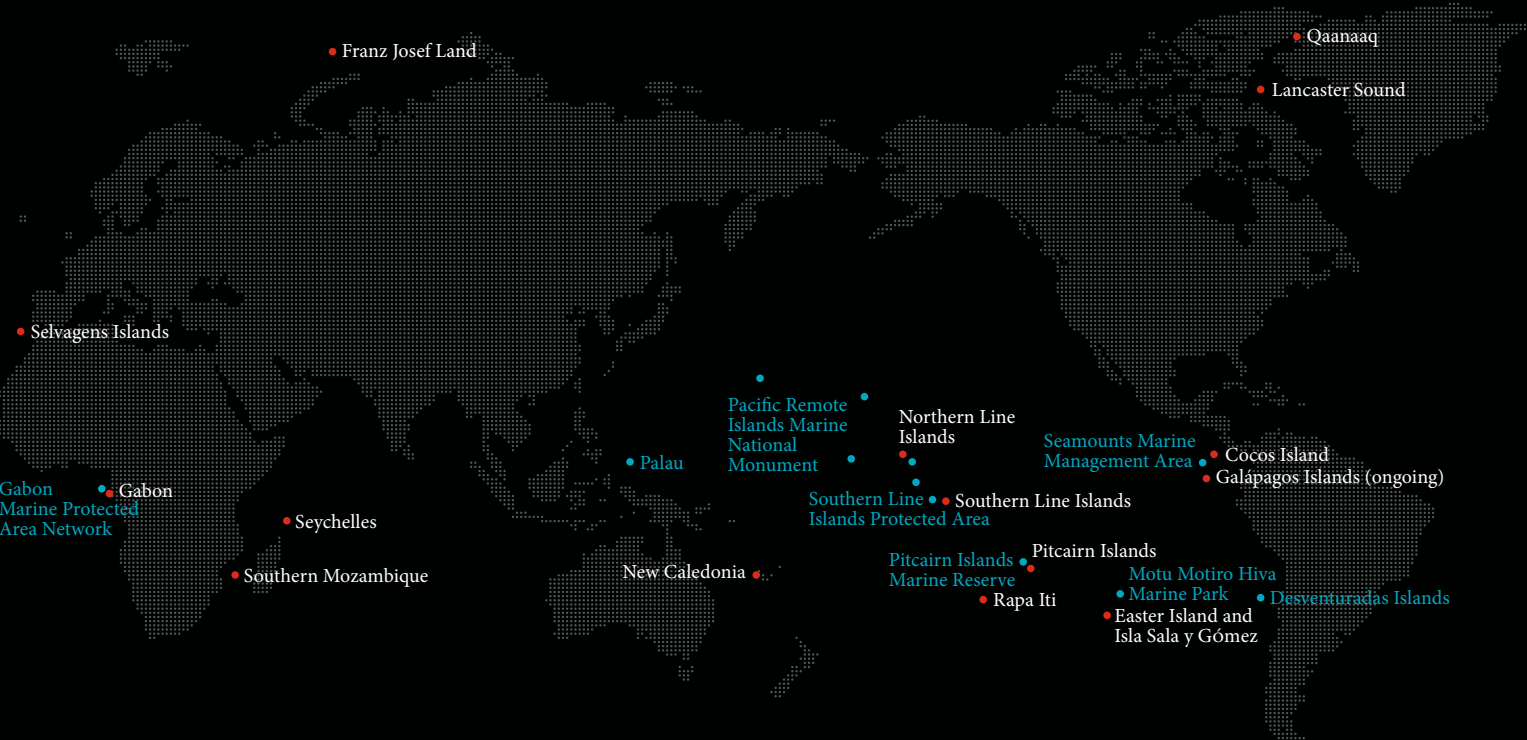 Qaanaaq
Franz Josef Land
Lancaster Sound
Selvagens Islands
Pacific Remote
Islands Marine
National
Monument
Northern Line
Islands
Seamounts Marine
Management Area
Cocos Island
Galápagos Islands (ongoing)
Palau
Gabon
Marine Protected
Area Network
Gabon
Southern Line
Islands Protected Area
Southern Line Islands
Seychelles
Southern Mozambique
New Caledonia
Pitcairn Islands
Marine Reserve
Pitcairn Islands
Motu Motiro Hiva
Marine Park
Desventuradas Islands
Rapa Iti
Easter Island and
Isla Sala y Gómez